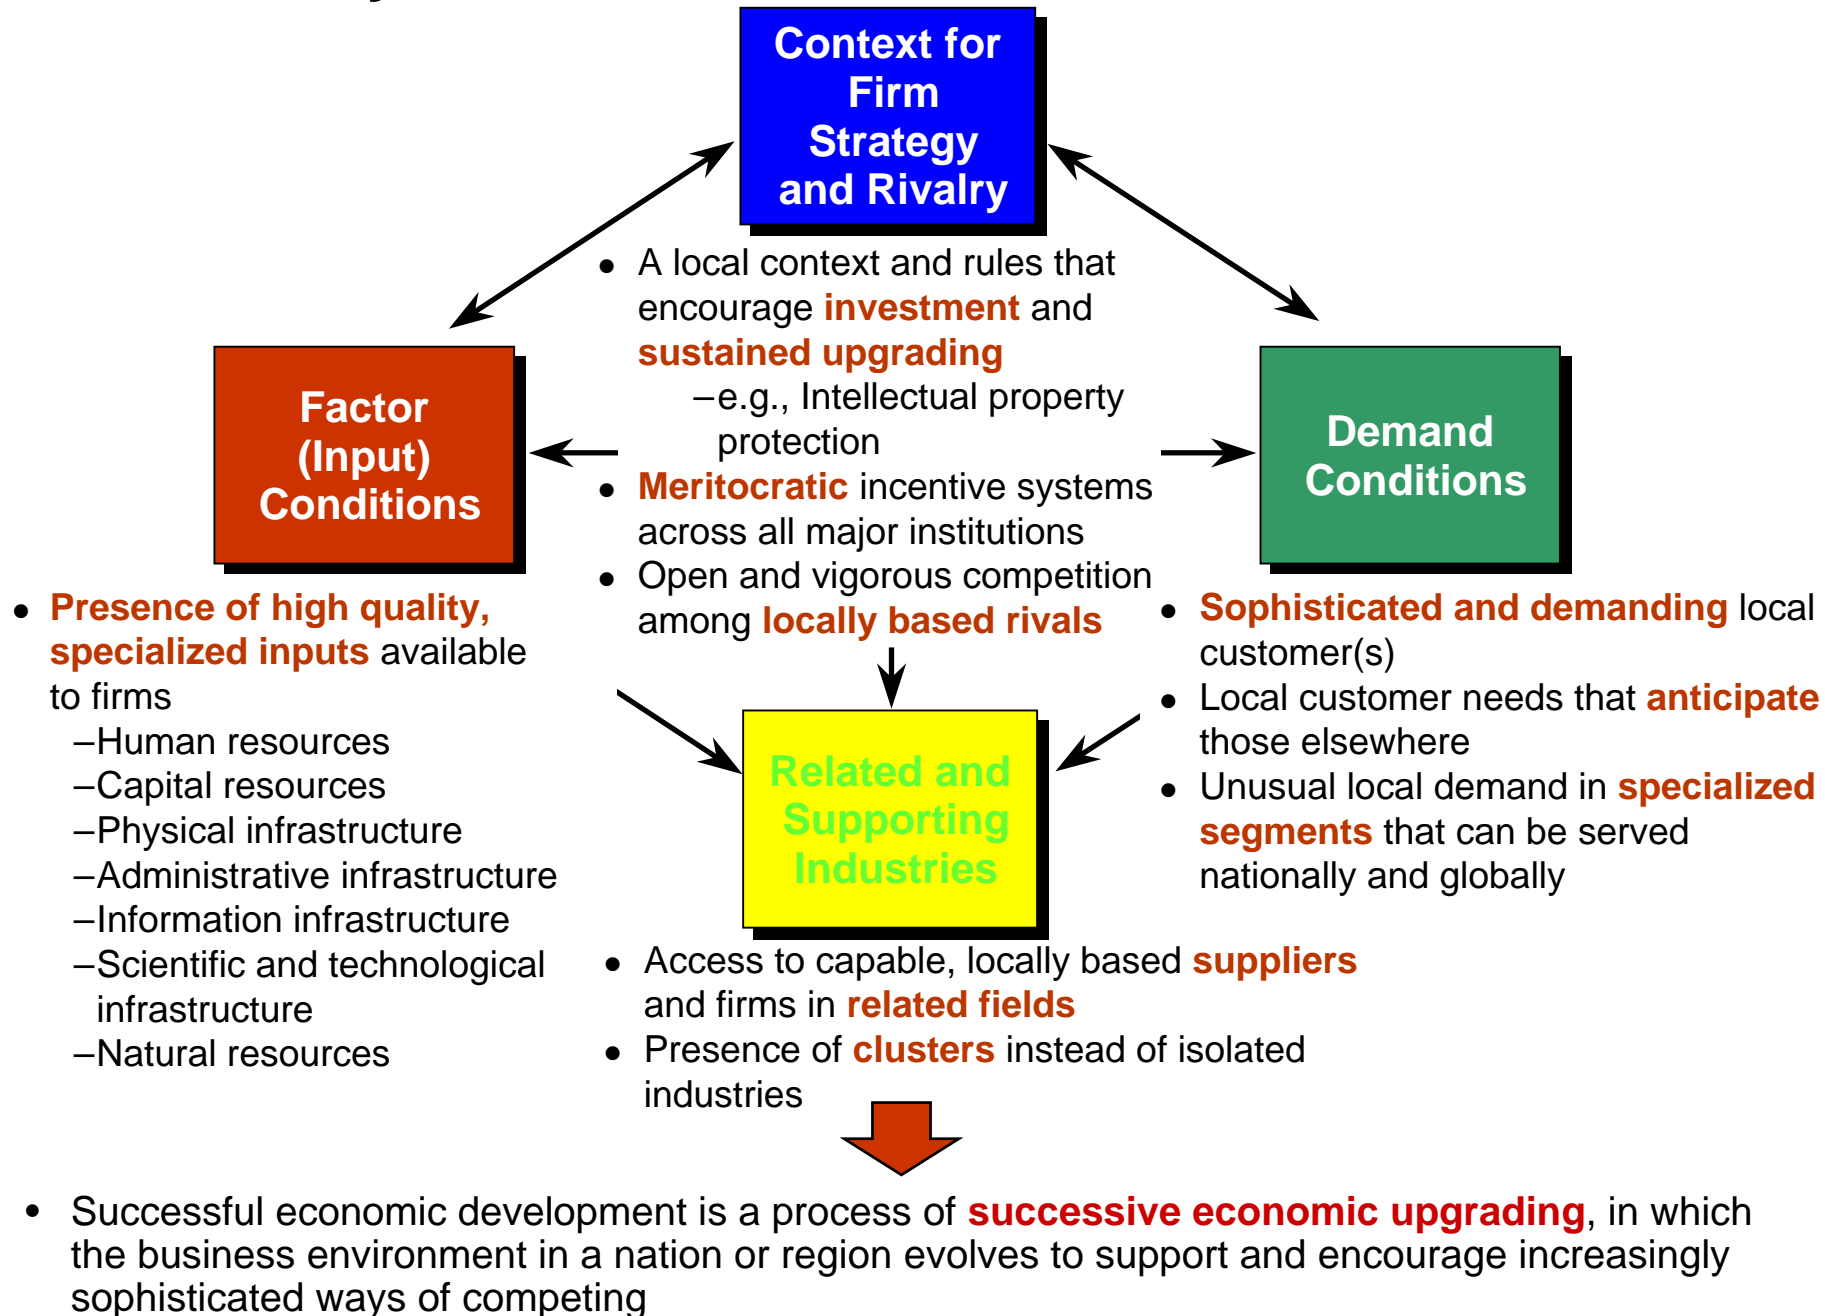 Context for
Firm
Strategy
and Rivalry
● A local context and rules that
encourage investment and
sustained upgrading
–e.g., Intellectual property
protection
● Meritocratic incentive systems
across all major institutions
● Open and vigorous competition
among locally based rivals
Factor
(Input)
Conditions
Demand
Conditions
● Presence of high quality,
specialized inputs available
to firms
–Human resources
–Capital resources
–Physical infrastructure
–Administrative infrastructure
–Information infrastructure
–Scientific and technological
infrastructure
–Natural resources
● Sophisticated and demanding local
customer(s)
● Local customer needs that anticipate
those elsewhere
● Unusual local demand in specialized
segments that can be served
nationally and globally
Related and
Supporting
Industries
● Access to capable, locally based suppliers
and firms in related fields
● Presence of clusters instead of isolated
industries
• Successful economic development is a process of successive economic upgrading, in which
the business environment in a nation or region evolves to support and encourage increasingly
sophisticated ways of competing